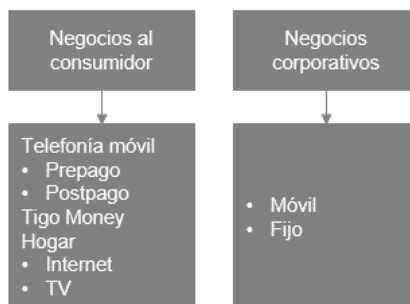 Negocios al
consumidor
Negocios
corporativos
Telefonía móvil
• Prepago
• Postpago
Tigo Money
Hogar
• Internet
• TV
• Móvil
• Fijo